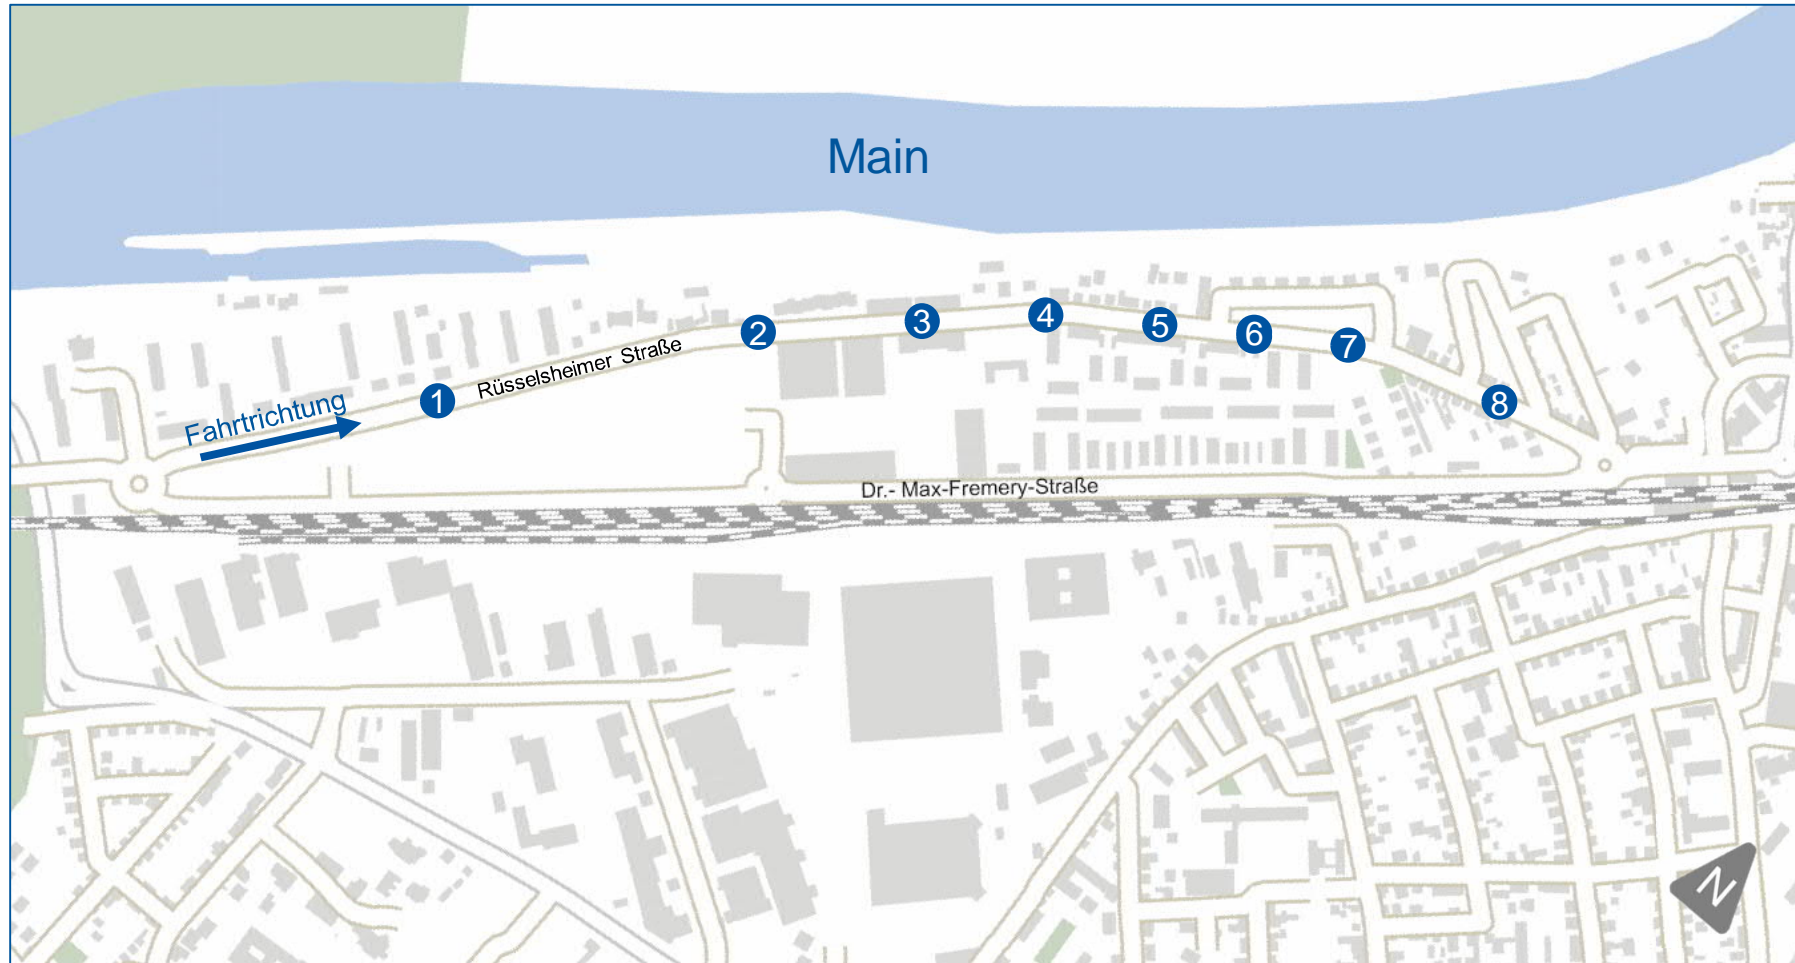 Main
Rüsselsheimer Straße
Fahrtrichtung
1
2
3
4
5
6
7
8
Dr.- Max-Fremery-Straße
N